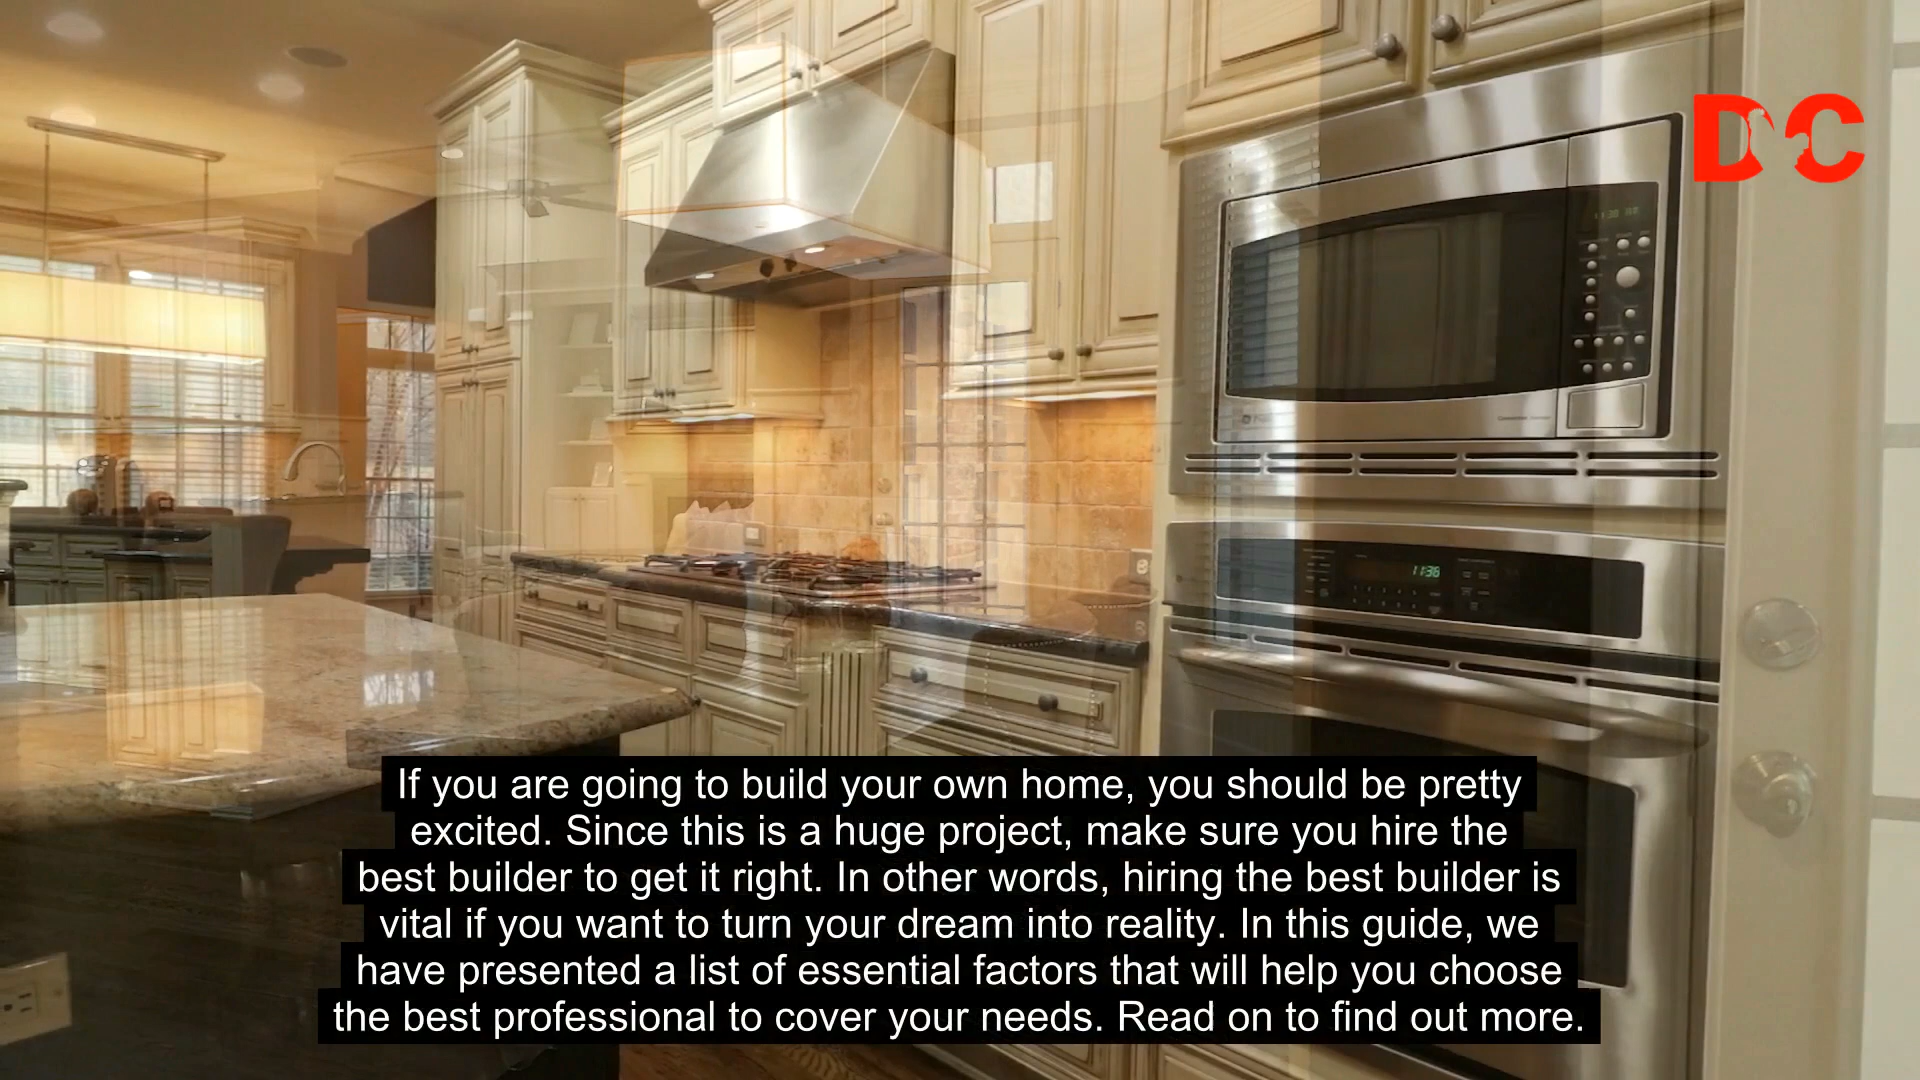 DC
11:36
If you are going to build your own home, you should be pretty
excited. Since this is a huge project, make sure you hire the
best builder to get it right. In other words, hiring the best builder is
vital if you want to turn your dream into reality. In this guide, we
have presented a list of essential factors that will help you choose
the best professional to cover your needs. Read on to find out more.